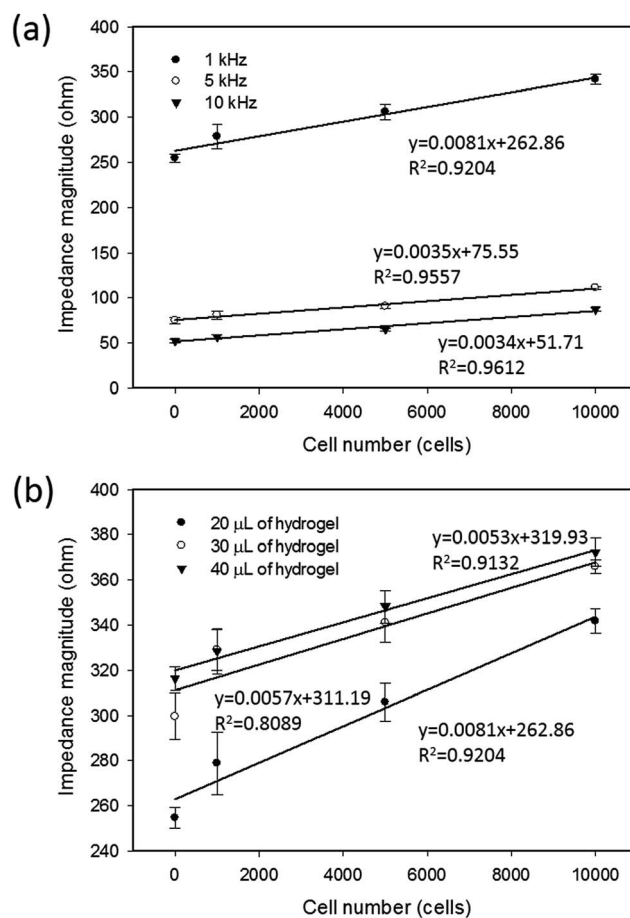 (a)
400
350
300
250
200
150
100
50
0
Impedance magnitude (ohm)
1 kHz
5 kHz
10 kHz
y=0.0081x+262.86
R²=0.9204
y=0.0035x+75.55
R²=0.9557
y=0.0034x+51.71
R²=0.9612
0 2000 4000 6000 8000 10000
Cell number (cells)
(b)
400
380
360
340
320
300
280
260
240
Impedance magnitude (ohm)
20 μL of hydrogel
30 μL of hydrogel
40 μL of hydrogel
y=0.0053x+319.93
R²=0.9132
y=0.0057x+311.19
R²=0.8089
y=0.0081x+262.86
R²=0.9204
0 2000 4000 6000 8000 10000
Cell number (cells)